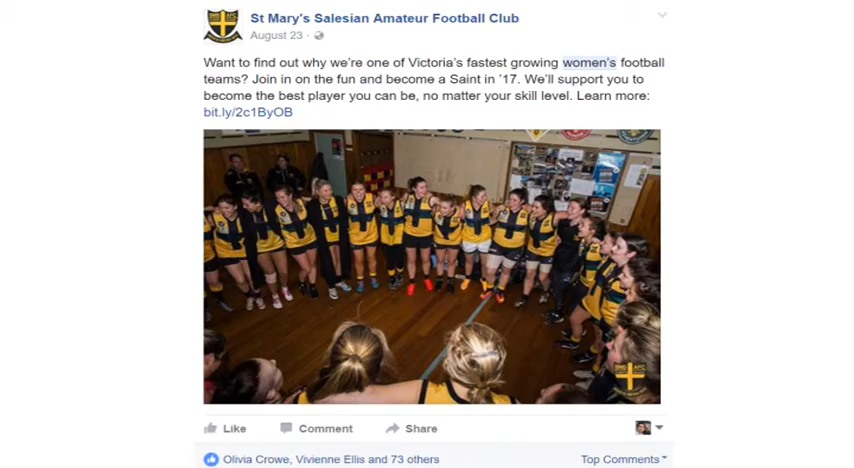 St Mary's Salesian Amateur Football Club
August 23 ·
Want to find out why we're one of Victoria's fastest growing women's football
teams? Join in on the fun and become a Saint in '17. We'll support you to
become the best player you can be, no matter your skill level. Learn more:
bit.ly/2c1ByOB
Like Comment Share
Olivia Crowe, Vivienne Ellis and 73 others Top Comments